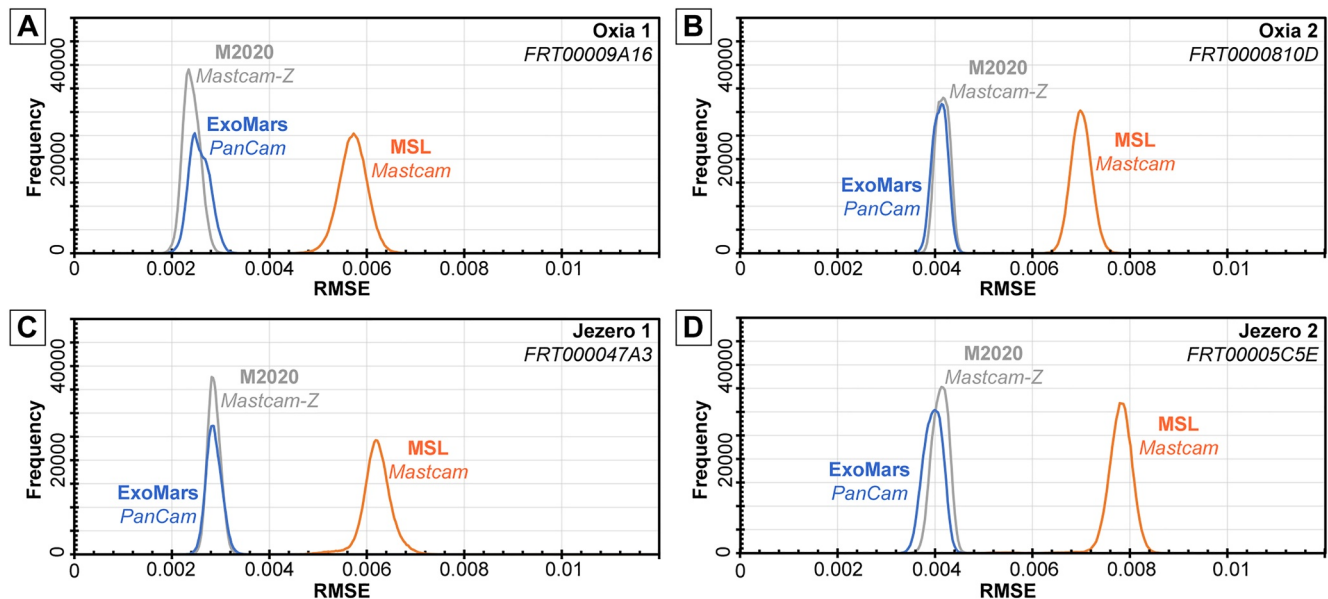 A
Oxia 1
FRT00009A16
M2020
Mastcam-Z
ExoMars
PanCam
MSL
Mastcam
Frequency
40000
20000
0
0 0.002 0.004 0.006 0.008 0.01
RMSE
B
Oxia 2
FRT0000810D
M2020
Mastcam-Z
ExoMars
PanCam
MSL
Mastcam
Frequency
40000
20000
0
0 0.002 0.004 0.006 0.008 0.01
RMSE
C
Jezero 1
FRT000047A3
M2020
Mastcam-Z
ExoMars
PanCam
MSL
Mastcam
Frequency
40000
20000
0
0 0.002 0.004 0.006 0.008 0.01
RMSE
D
Jezero 2
FRT00005C5E
M2020
Mastcam-Z
ExoMars
PanCam
MSL
Mastcam
Frequency
40000
20000
0
0 0.002 0.004 0.006 0.008 0.01
RMSE